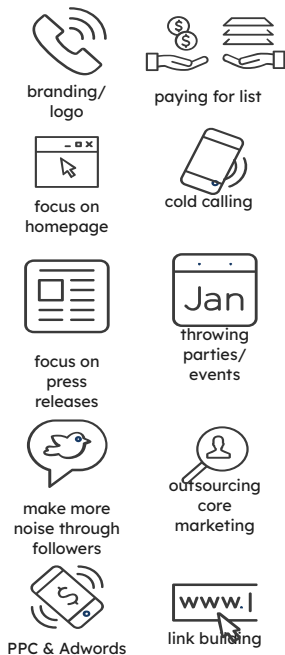 branding/
logo
paying for list
focus on
homepage
cold calling
focus on
press
releases
Jan
throwing
parties/
events
make more
noise through
followers
outsourcing
core
marketing
$
PPC & Adwords
www.
link building